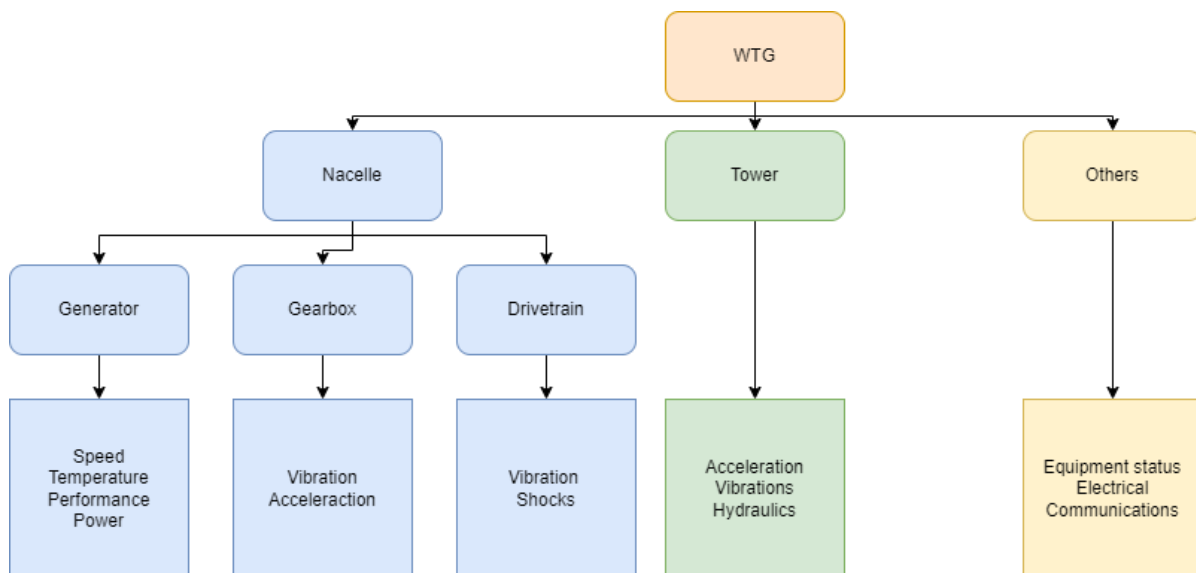 WTG
Nacelle
Tower
Others
Generator
Gearbox
Drivetrain
Speed
Temperature
Performance
Power
Vibration
Acceleraction
Vibration
Shocks
Acceleration
Vibrations
Hydraulics
Equipment status
Electrical
Communications